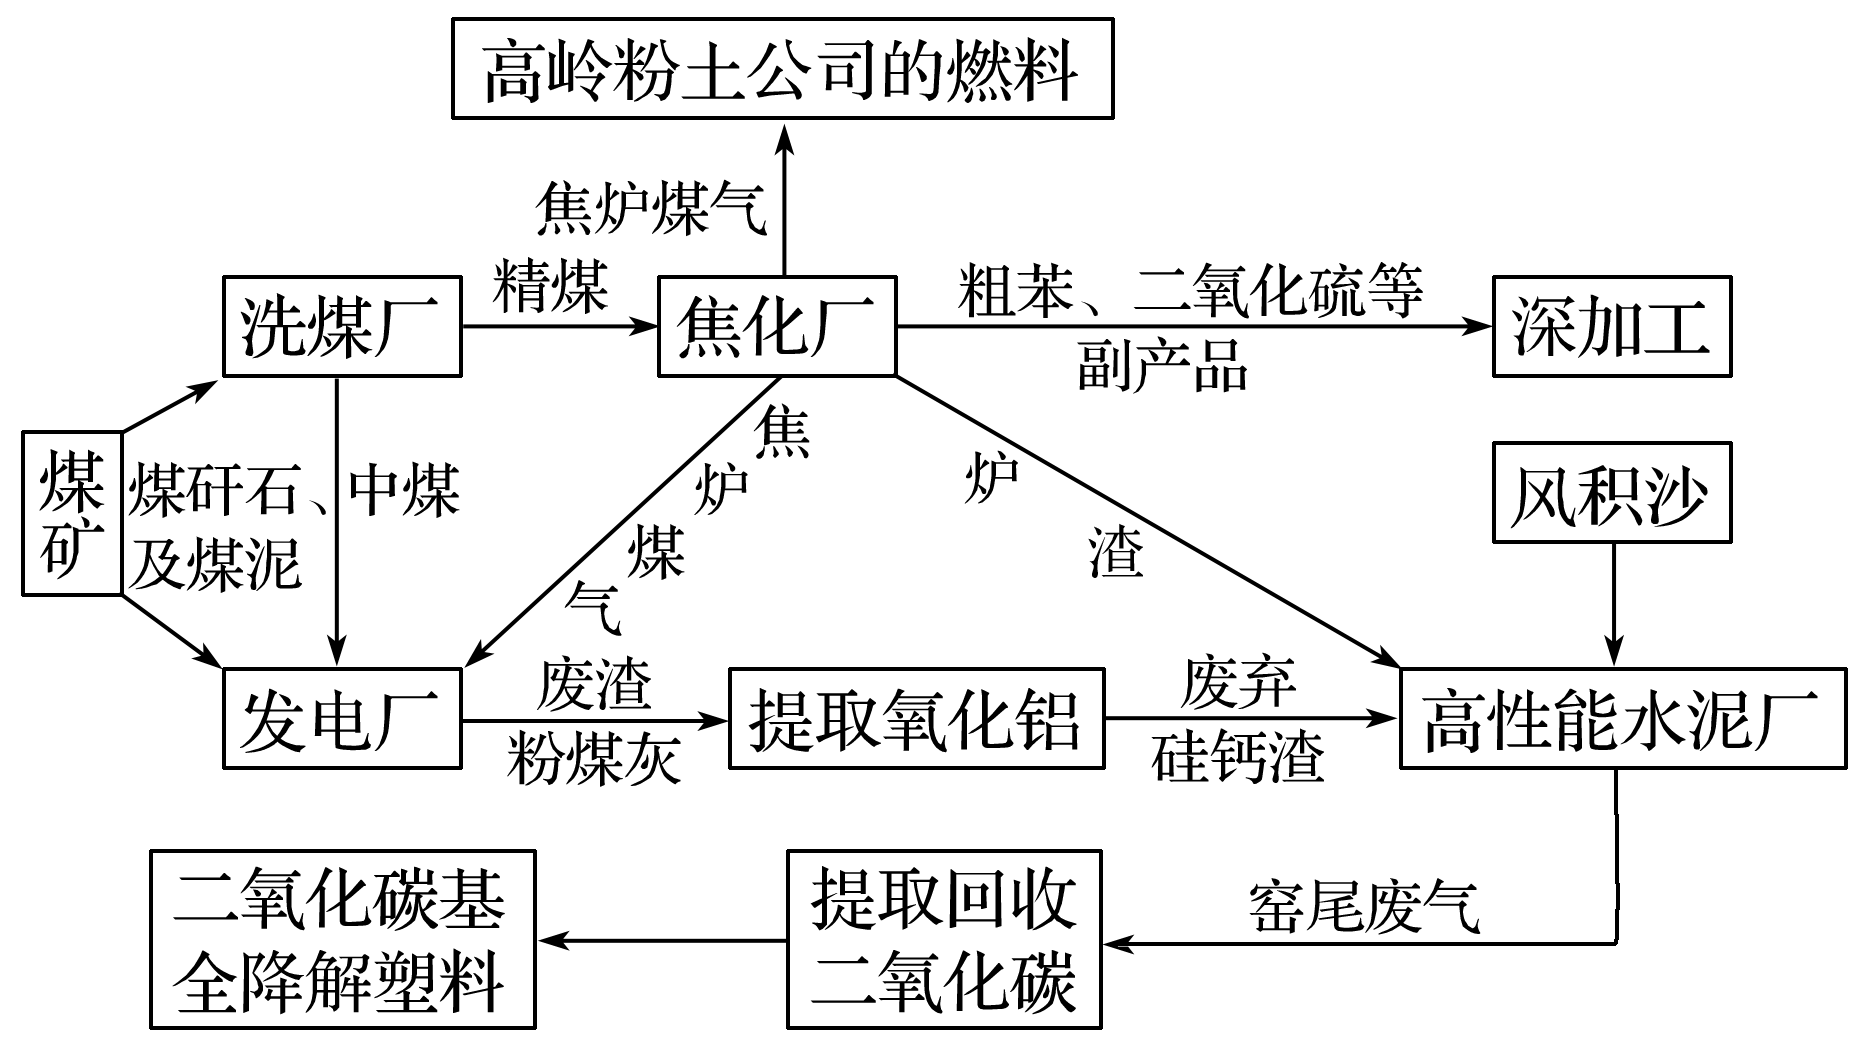 高岭粉土公司的燃料
焦炉煤气
洗煤厂
精煤
焦化厂
粗苯、二氧化硫等
副产品
深加工
煤矿
煤矸石、中煤
及煤泥
焦炉煤气
炉渣
风积沙
发电厂
废渣
粉煤灰
提取氧化铝
废弃
硅钙渣
高性能水泥厂
窑尾废气
提取回收
二氧化碳
二氧化碳基
全降解塑料